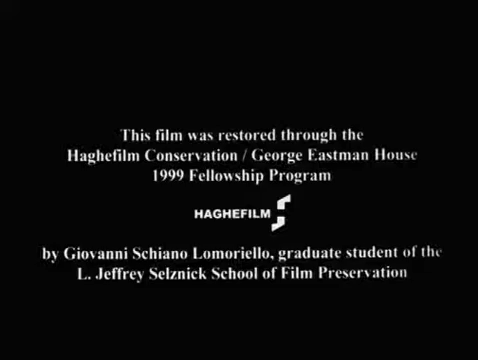 This film was restored through the
Haghefilm Conservation / George Eastman House
1999 Fellowship Program
HAGHEFILM
by Giovanni Schiano Lomoriello, graduate student of the
L. Jeffrey Selznick School of Film Preservation